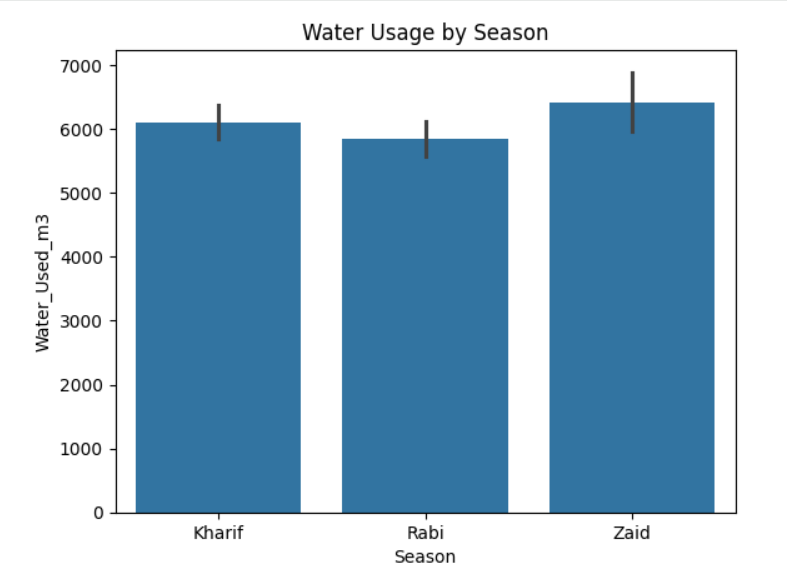 Water Usage by Season
Water_Used_m3
7000
6000
5000
4000
3000
2000
1000
0
Kharif
Rabi
Zaid
Season